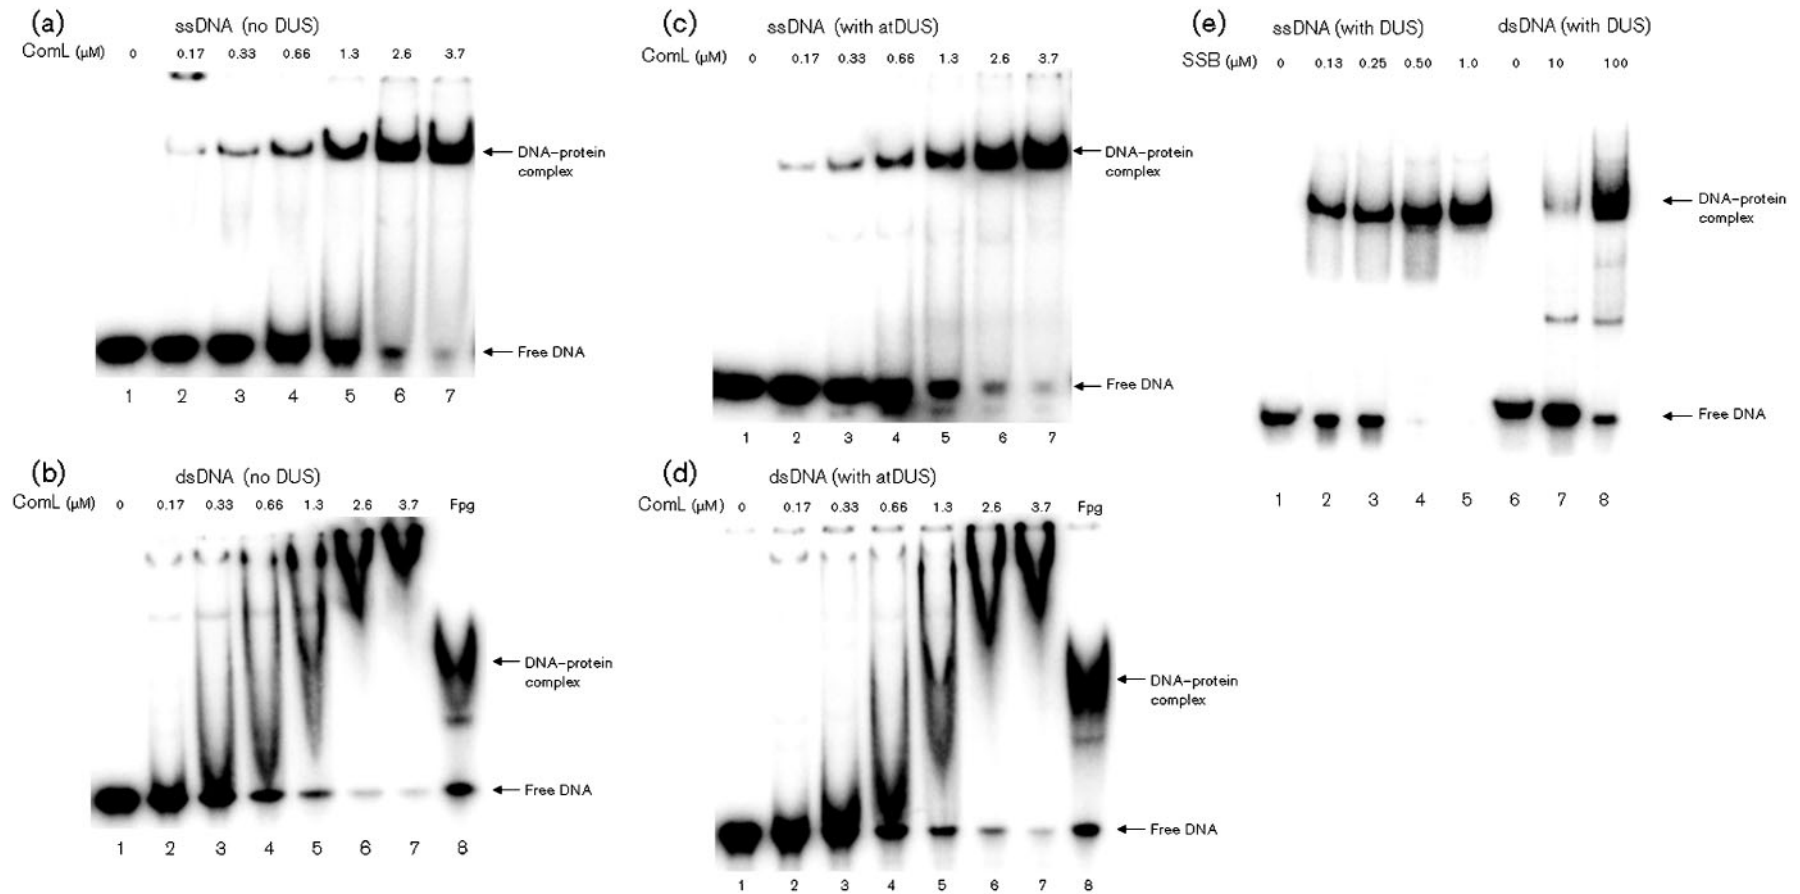 (a)
ssDNA (no DUS)
ComL (µM) 0 0.17 0.33 0.66 1.3 2.6 3.7
DNA–protein
complex
Free DNA
1 2 3 4 5 6 7
(b)
dsDNA (no DUS)
ComL (µM) 0 0.17 0.33 0.66 1.3 2.6 3.7 Fpg
DNA–protein
complex
Free DNA
1 2 3 4 5 6 7 8
(c)
ssDNA (with atDUS)
ComL (µM) 0 0.17 0.33 0.66 1.3 2.6 3.7
DNA–protein
complex
Free DNA
1 2 3 4 5 6 7
(d)
dsDNA (with atDUS)
ComL (µM) 0 0.17 0.33 0.66 1.3 2.6 3.7 Fpg
DNA–protein
complex
Free DNA
1 2 3 4 5 6 7 8
(e)
ssDNA (with DUS) dsDNA (with DUS)
SSB (µM) 0 0.13 0.25 0.50 1.0 0 10 100
DNA–protein
complex
Free DNA
1 2 3 4 5 6 7 8